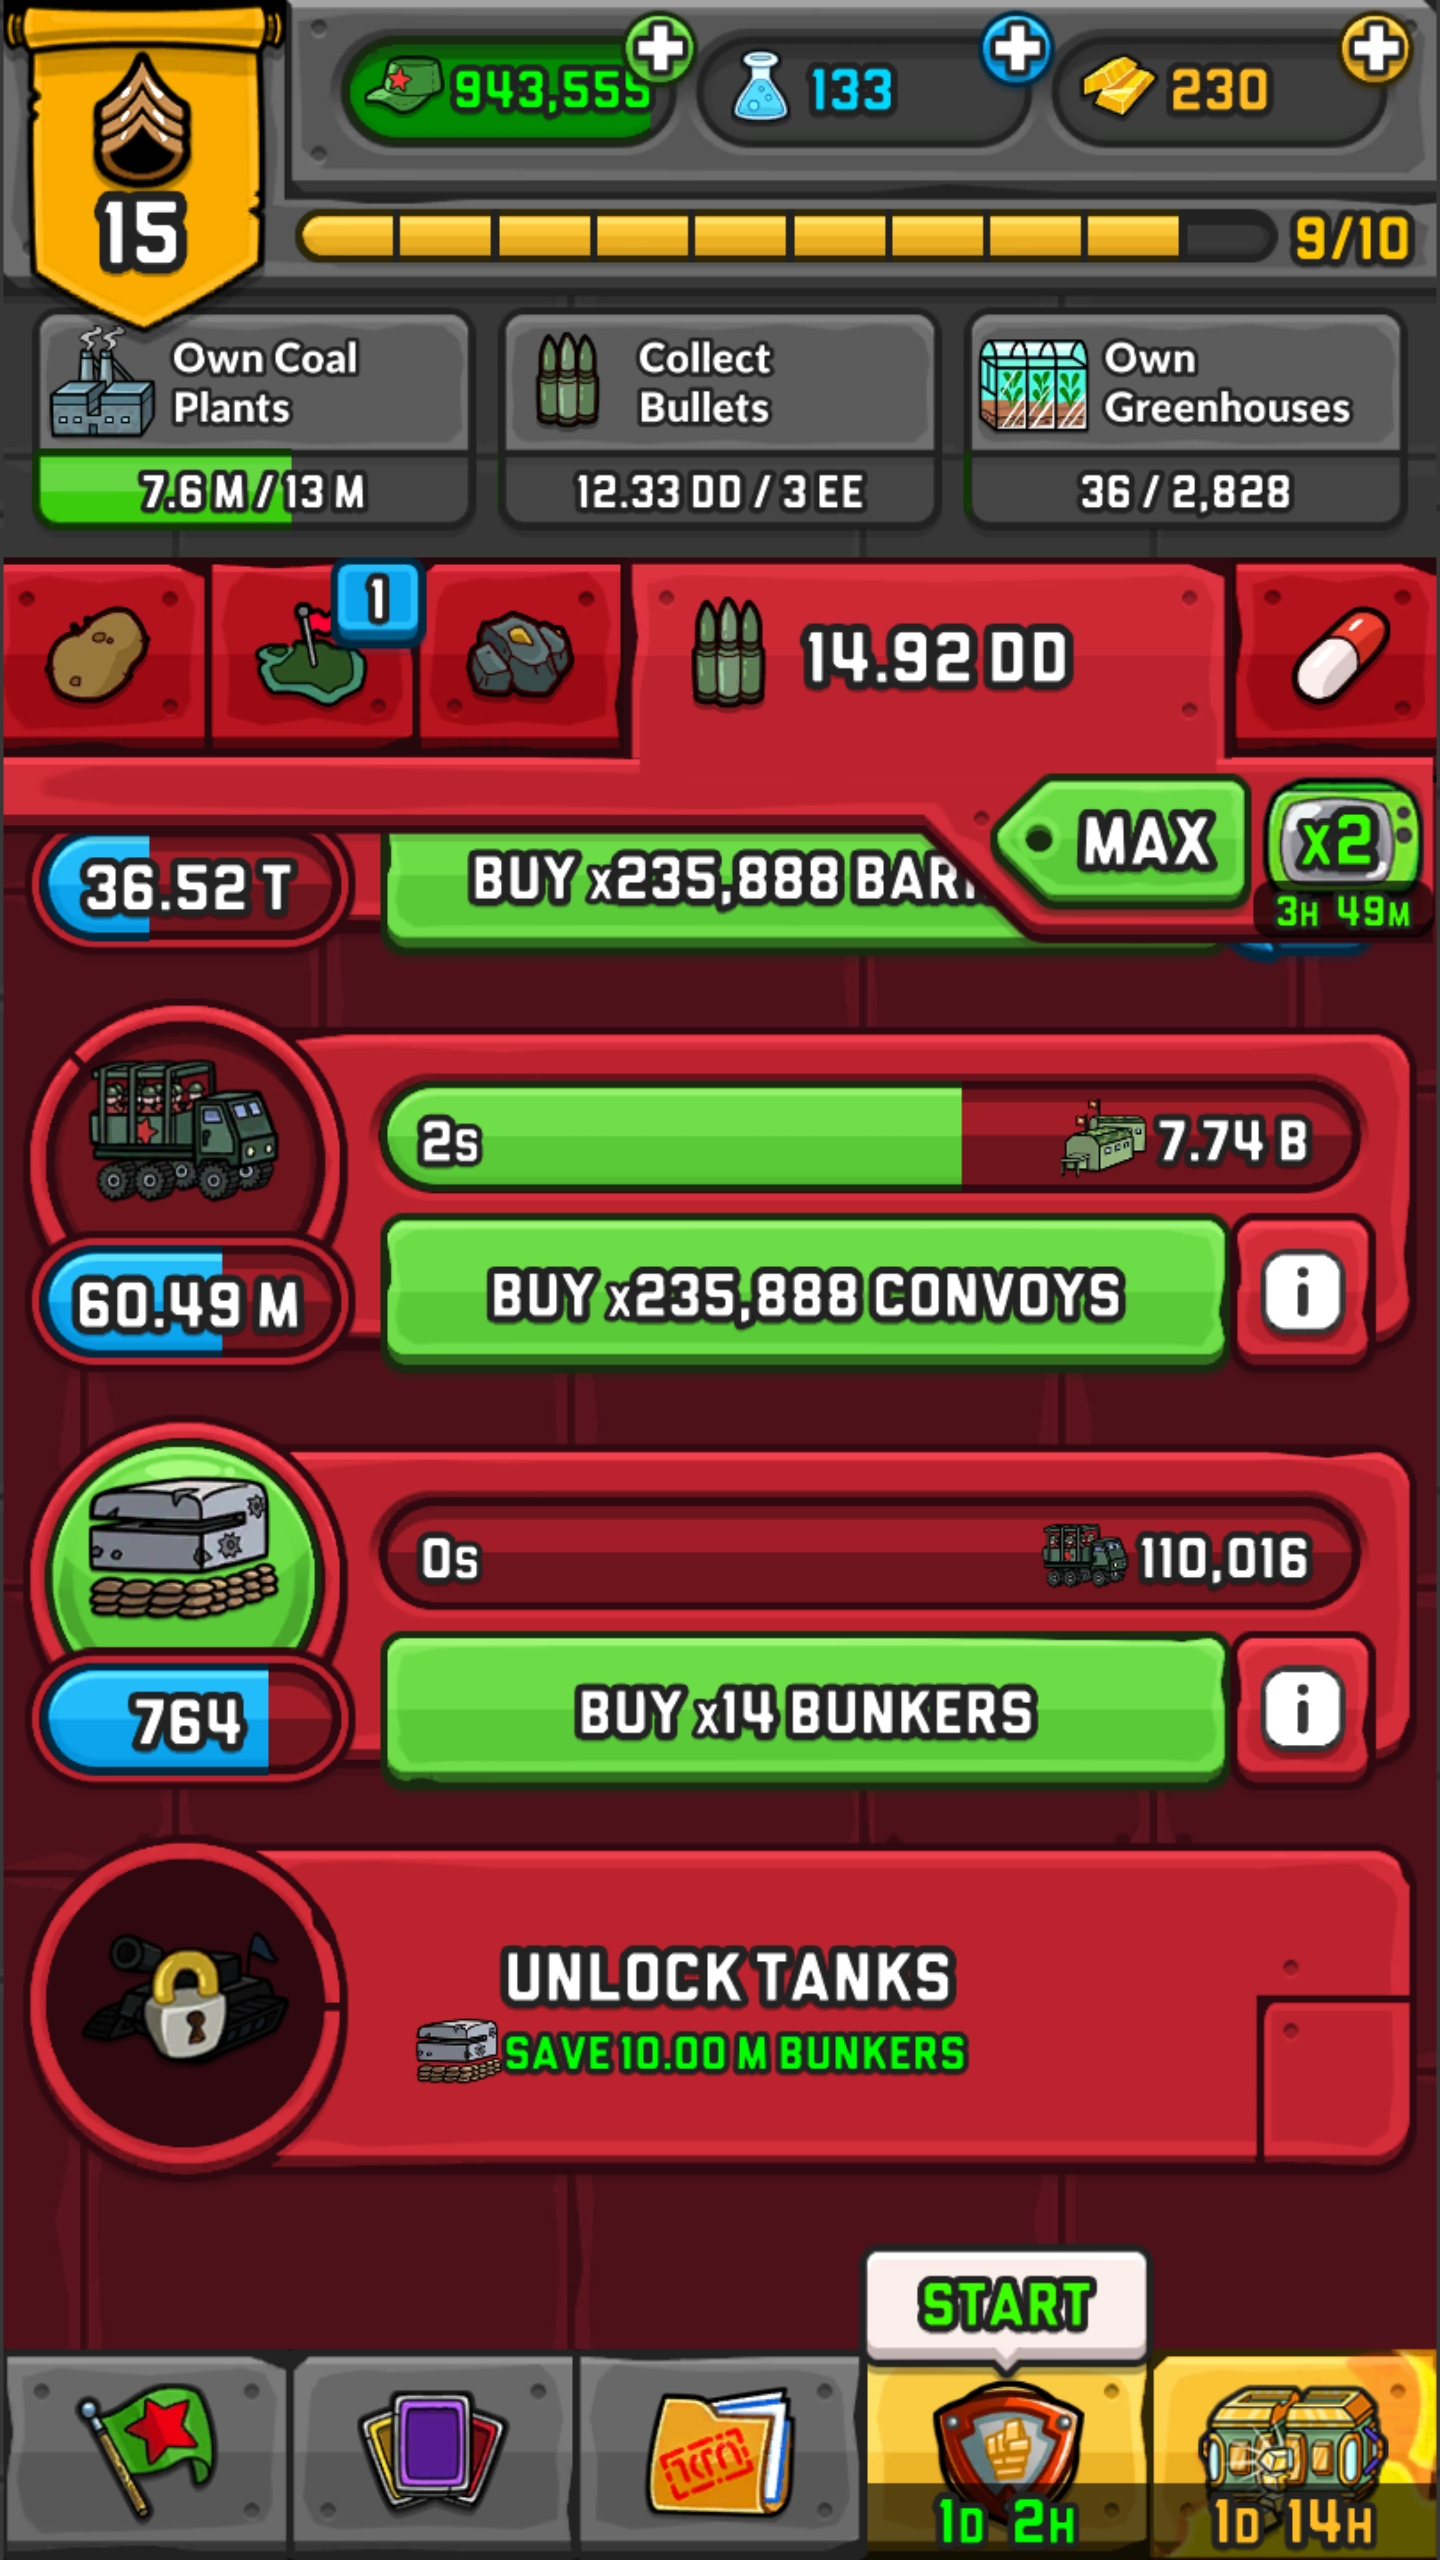 943,555
133
230
15
9/10
Own Coal
Plants
7.6 M / 13 M
Collect
Bullets
12.33 DD / 3 EE
Own
Greenhouses
36 / 2,828
1
14.92 DD
MAX
x2
3H 49M
36.52 T
BUY x235,888
2s
7.74 B
60.49 M
BUY x235,888 CONVOYS
i
0s
110,016
764
BUY x14 BUNKERS
i
UNLOCK TANKS
SAVE 10.00 M BUNKERS
START
1D 2H
1D 14H